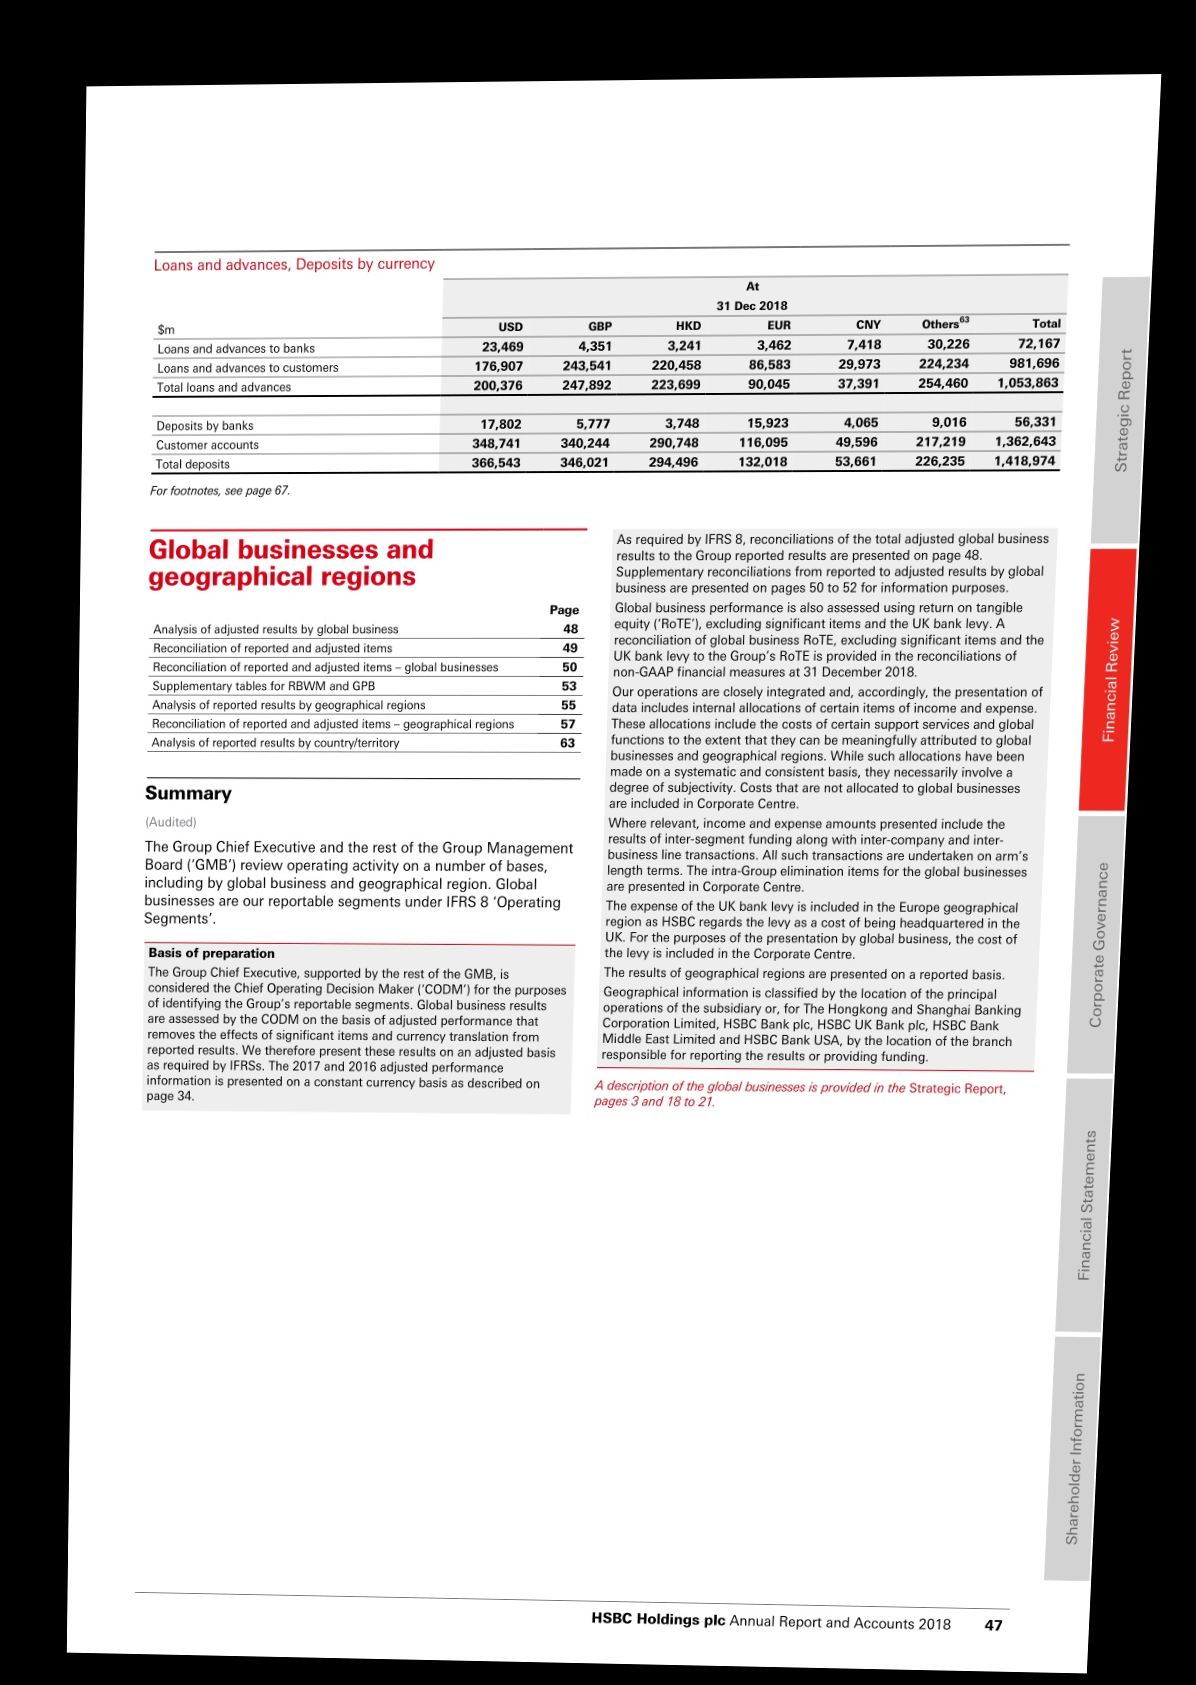 Loans and advances, Deposits by currency
At
31 Dec 2018
$m USD GBP HKD EUR CNY Others63 Total
Loans and advances to banks 23,469 4,351 3,241 3,462 7,418 30,226 72,167
Loans and advances to customers 176,907 243,541 220,458 86,583 29,973 224,234 981,696
Total loans and advances 200,376 247,892 223,699 90,045 37,391 254,460 1,053,863
Deposits by banks 17,802 5,777 3,748 15,923 4,065 9,016 56,331
Customer accounts 348,741 340,244 290,748 116,095 49,596 217,219 1,362,643
Total deposits 366,543 346,021 294,496 132,018 53,661 226,235 1,418,974
For footnotes, see page 67.
Global businesses and
geographical regions
Page
Analysis of adjusted results by global business 48
Reconciliation of reported and adjusted items 49
Reconciliation of reported and adjusted items – global businesses 50
Supplementary tables for RBWM and GPB 53
Analysis of reported results by geographical regions 55
Reconciliation of reported and adjusted items – geographical regions 57
Analysis of reported results by country/territory 63
Summary
(Audited)
The Group Chief Executive and the rest of the Group Management
Board (‘GMB’) review operating activity on a number of bases,
including by global business and geographical region. Global
businesses are our reportable segments under IFRS 8 ‘Operating
Segments’.
Basis of preparation
The Group Chief Executive, supported by the rest of the GMB, is
considered the Chief Operating Decision Maker (‘CODM’) for the purposes
of identifying the Group’s reportable segments. Global business results
are assessed by the CODM on the basis of adjusted performance that
removes the effects of significant items and currency translation from
reported results. We therefore present these results on an adjusted basis
as required by IFRSs. The 2017 and 2016 adjusted performance
information is presented on a constant currency basis as described on
page 34.
As required by IFRS 8, reconciliations of the total adjusted global business
results to the Group reported results are presented on page 48.
Supplementary reconciliations from reported to adjusted results by global
business are presented on pages 50 to 52 for information purposes.
Global business performance is also assessed using return on tangible
equity (‘RoTE’), excluding significant items and the UK bank levy. A
reconciliation of global business RoTE, excluding significant items and the
UK bank levy to the Group’s RoTE is provided in the reconciliations of
non-GAAP financial measures at 31 December 2018.
Our operations are closely integrated and, accordingly, the presentation of
data includes internal allocations of certain items of income and expense.
These allocations include the costs of certain support services and global
functions to the extent that they can be meaningfully attributed to global
businesses and geographical regions. While such allocations have been
made on a systematic and consistent basis, they necessarily involve a
degree of subjectivity. Costs that are not allocated to global businesses
are included in Corporate Centre.
Where relevant, income and expense amounts presented include the
results of inter-segment funding along with inter-company and inter-
business line transactions. All such transactions are undertaken on arm’s
length terms. The intra-Group elimination items for the global businesses
are presented in Corporate Centre.
The expense of the UK bank levy is included in the Europe geographical
region as HSBC regards the levy as a cost of being headquartered in the
UK. For the purposes of the presentation by global business, the cost of
the levy is included in the Corporate Centre.
The results of geographical regions are presented on a reported basis.
Geographical information is classified by the location of the principal
operations of the subsidiary or, for The Hongkong and Shanghai Banking
Corporation Limited, HSBC Bank plc, HSBC UK Bank plc, HSBC Bank
Middle East Limited and HSBC Bank USA, by the location of the branch
responsible for reporting the results or providing funding.
A description of the global businesses is provided in the Strategic Report,
pages 3 and 18 to 21.
Strategic Report
Financial Review
Corporate Governance
Financial Statements
Shareholder Information
HSBC Holdings plc Annual Report and Accounts 2018 47